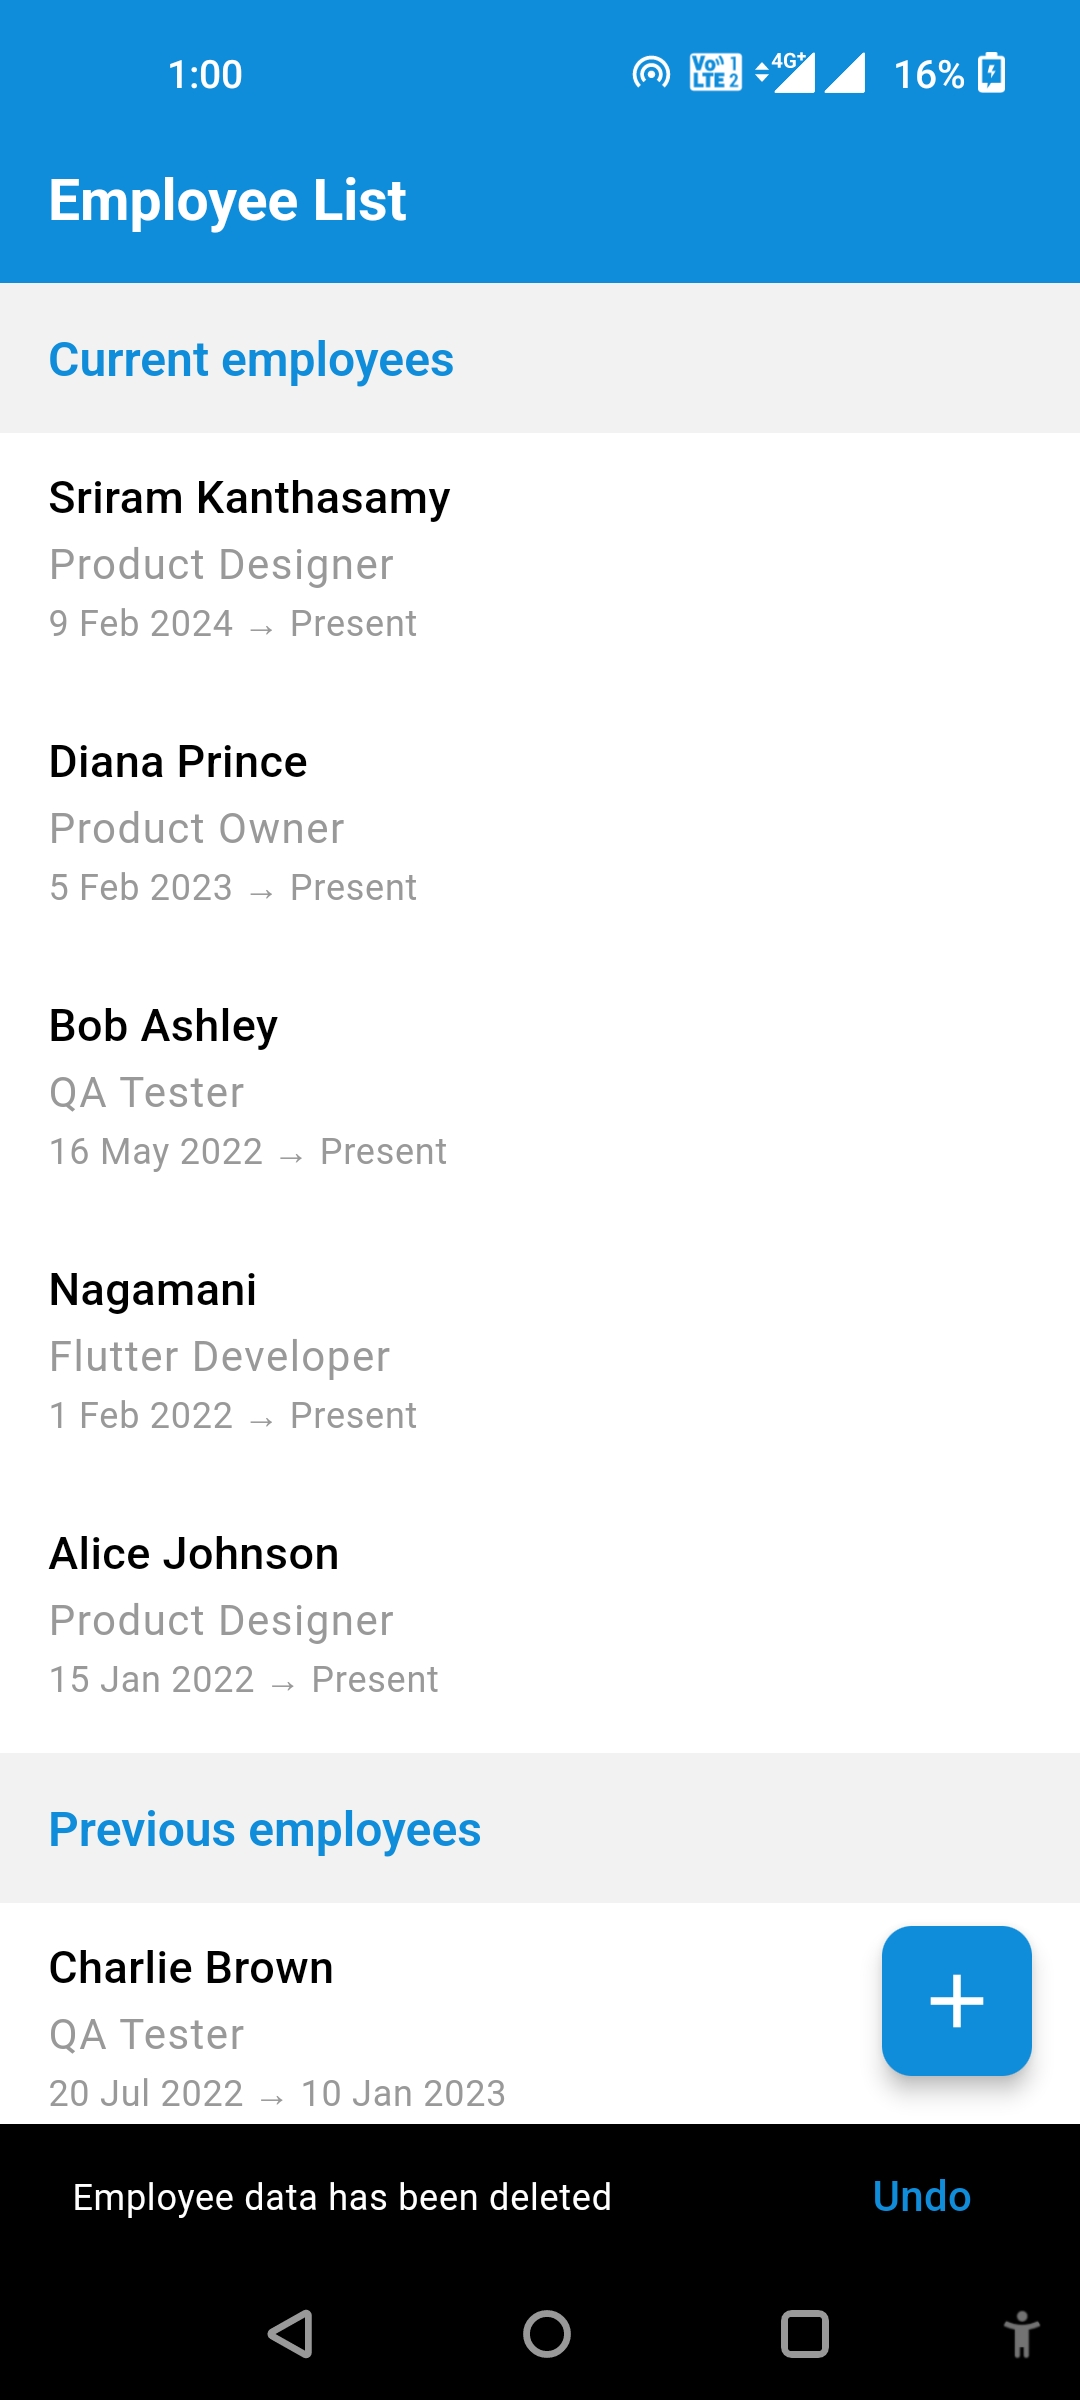 1:00
Vo LTE 1 2 4G+ 16%
Employee List
Current employees
Sriram Kanthasamy
Product Designer
9 Feb 2024 → Present
Diana Prince
Product Owner
5 Feb 2023 → Present
Bob Ashley
QA Tester
16 May 2022 → Present
Nagamani
Flutter Developer
1 Feb 2022 → Present
Alice Johnson
Product Designer
15 Jan 2022 → Present
Previous employees
Charlie Brown
QA Tester
20 Jul 2022 → 10 Jan 2023
Employee data has been deleted Undo